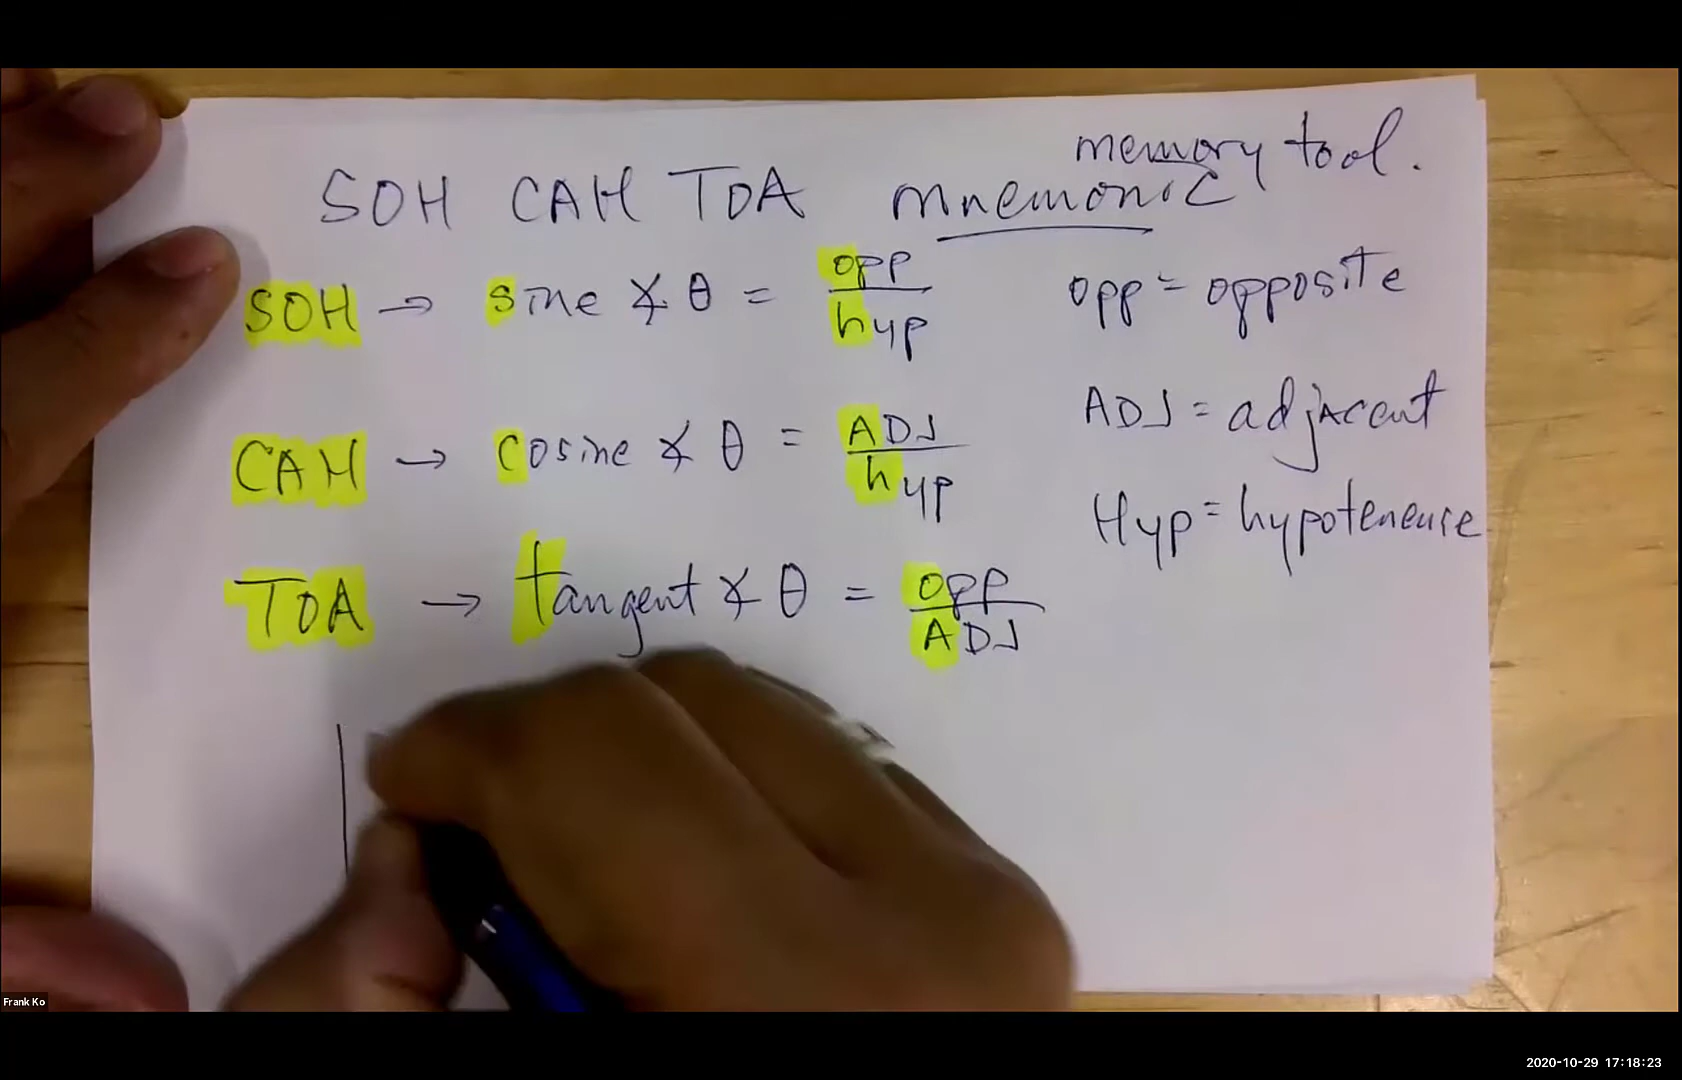 memory tool.
SOH CAH TOA mnemonic
SOH → sine ∡ θ = opp/hyp
opp = opposite
CAH → cosine ∡ θ = ADJ/hyp
ADJ = adjacent
Hyp = hypoteneuse
TOA → tangent ∡ θ = opp/ADJ
Frank Ko
2020-10-29 17:18:23